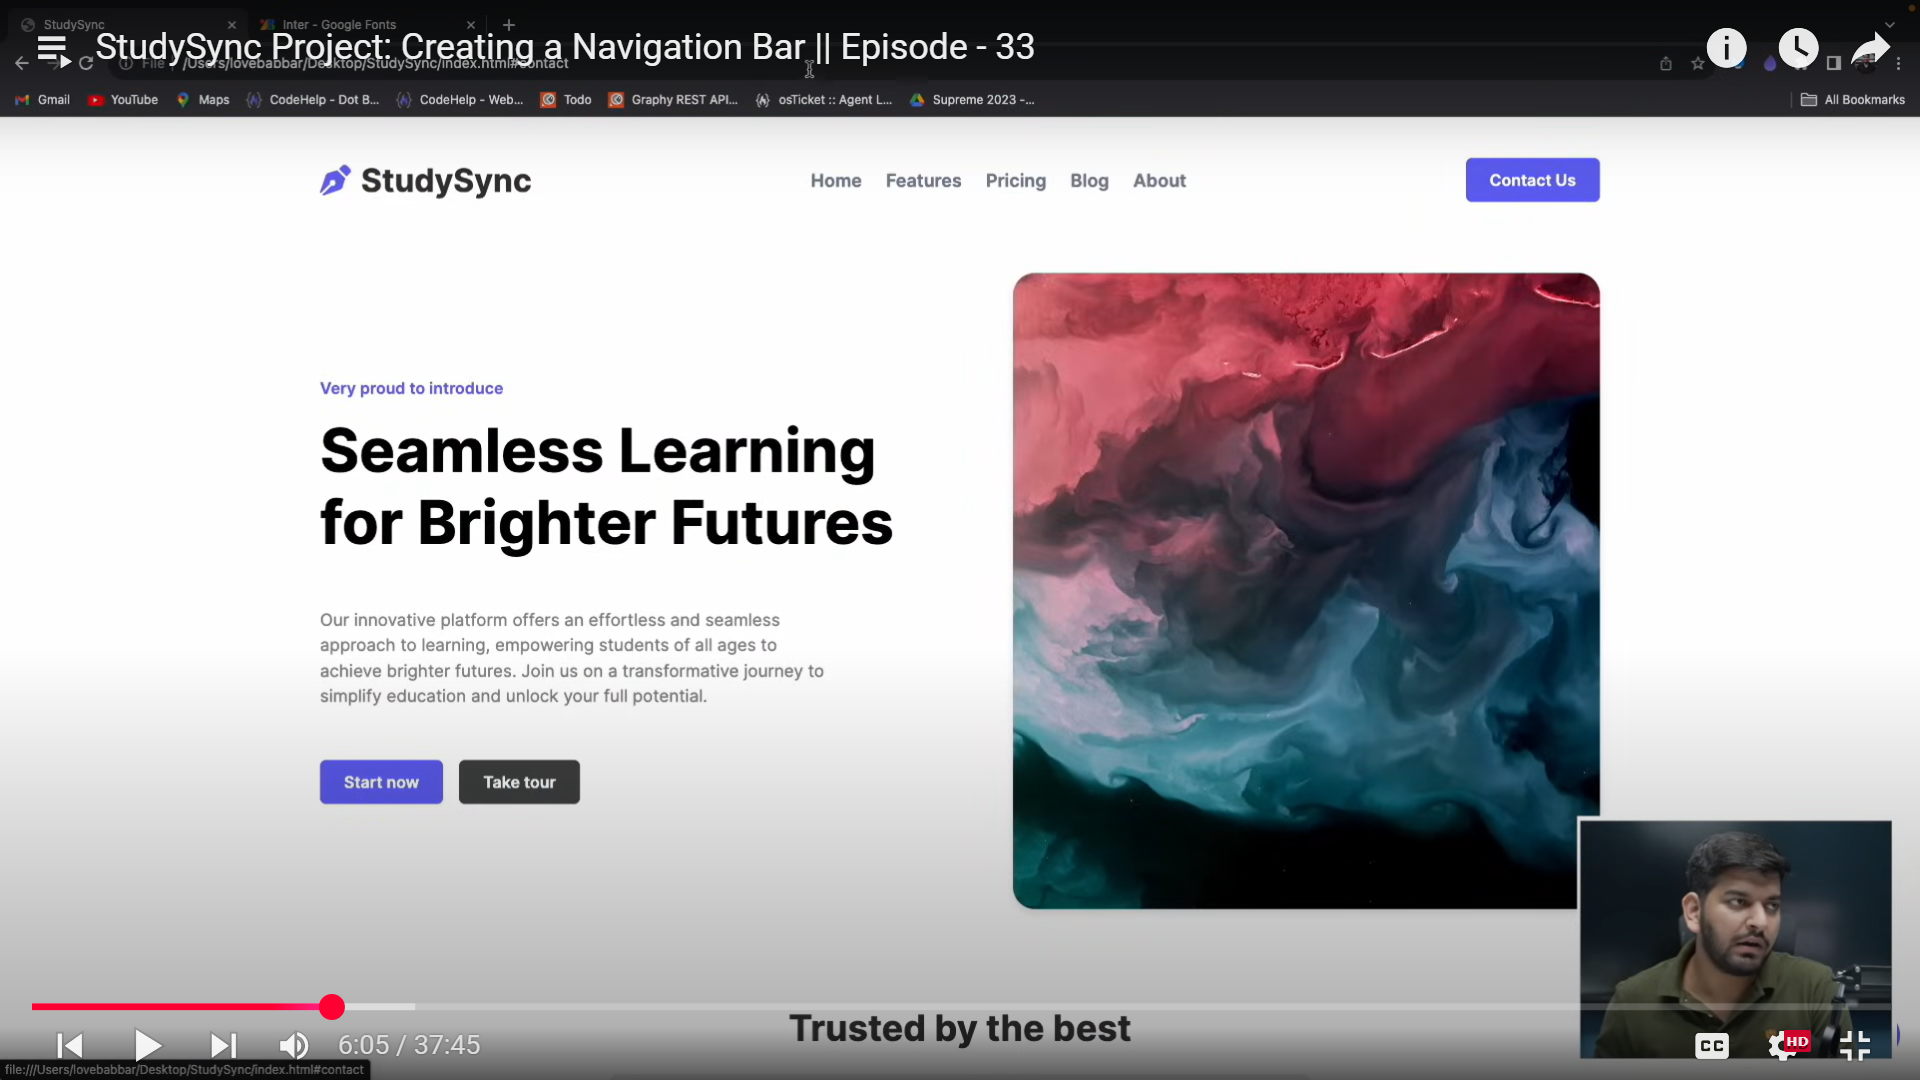 StudySync
Inter - Google Fonts
StudySync Project: Creating a Navigation Bar || Episode - 33
File /Users/lovebabbar/Desktop/StudySync/index.html#contact
Gmail YouTube Maps CodeHelp - Dot B... CodeHelp - Web... Todo Graphy REST API... osTicket :: Agent L... Supreme 2023 -... All Bookmarks
StudySync Home Features Pricing Blog About Contact Us
Very proud to introduce
Seamless Learning
for Brighter Futures
Our innovative platform offers an effortless and seamless
approach to learning, empowering students of all ages to
achieve brighter futures. Join us on a transformative journey to
simplify education and unlock your full potential.
Start now Take tour
Trusted by the best
6:05 / 37:45 CC HD
file:///Users/lovebabbar/Desktop/StudySync/index.html#contact